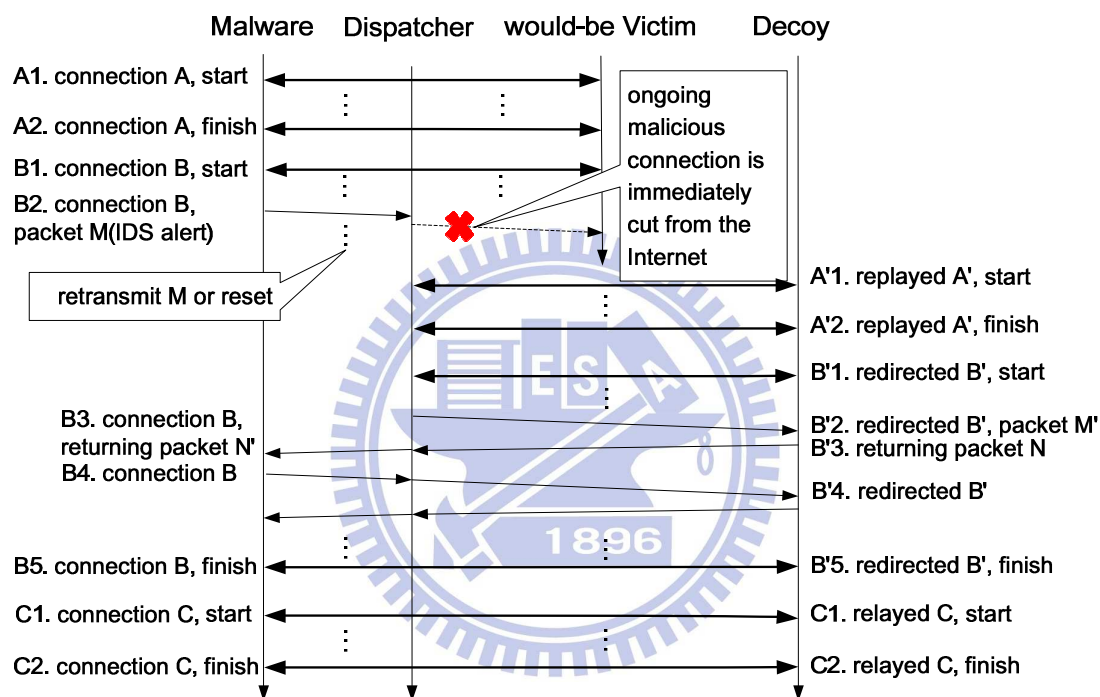 Malware Dispatcher would-be Victim Decoy
A1. connection A, start
A2. connection A, finish
B1. connection B, start
B2. connection B,
packet M(IDS alert)
ongoing
malicious
connection is
immediately
cut from the
Internet
retransmit M or reset
A'1. replayed A', start
A'2. replayed A', finish
B'1. redirected B', start
B3. connection B,
returning packet N'
B'2. redirected B', packet M'
B'3. returning packet N
B4. connection B
B'4. redirected B'
B5. connection B, finish
B'5. redirected B', finish
C1. connection C, start
C1. relayed C, start
C2. connection C, finish
C2. relayed C, finish
E S A
1896